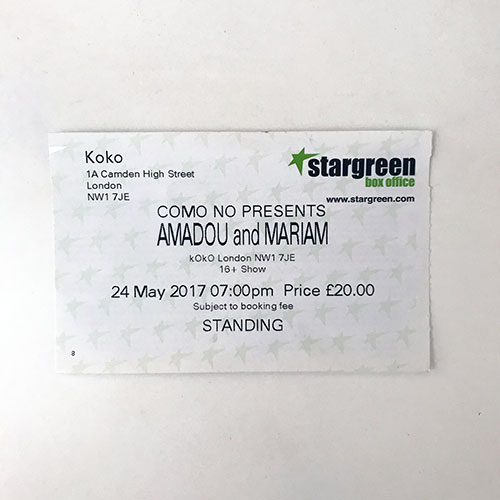 Koko
1A Camden High Street
London
NW1 7JE
stargreen
box office
www.stargreen.com
COMO NO PRESENTS
AMADOU and MARIAM
kOkO London NW1 7JE
16+ Show
24 May 2017 07:00pm Price £20.00
Subject to booking fee
STANDING
8